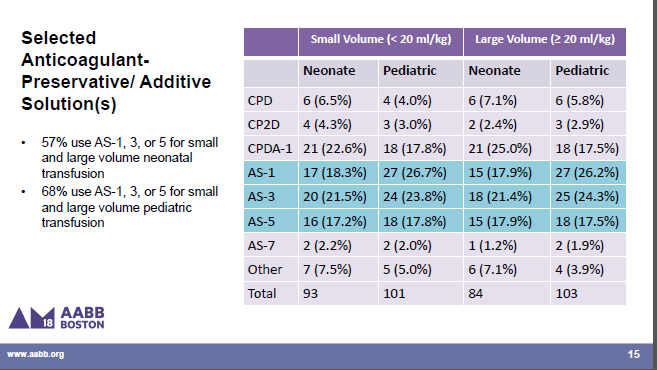 Selected
Anticoagulant-
Preservative/ Additive
Solution(s)
• 57% use AS-1, 3, or 5 for small
and large volume neonatal
transfusion
• 68% use AS-1, 3, or 5 for small
and large volume pediatric
transfusion
Small Volume (< 20 ml/kg) Large Volume (≥ 20 ml/kg)
Neonate Pediatric Neonate Pediatric
CPD 6 (6.5%) 4 (4.0%) 6 (7.1%) 6 (5.8%)
CP2D 4 (4.3%) 3 (3.0%) 2 (2.4%) 3 (2.9%)
CPDA-1 21 (22.6%) 18 (17.8%) 21 (25.0%) 18 (17.5%)
AS-1 17 (18.3%) 27 (26.7%) 15 (17.9%) 27 (26.2%)
AS-3 20 (21.5%) 24 (23.8%) 18 (21.4%) 25 (24.3%)
AS-5 16 (17.2%) 18 (17.8%) 15 (17.9%) 18 (17.5%)
AS-7 2 (2.2%) 2 (2.0%) 1 (1.2%) 2 (1.9%)
Other 7 (7.5%) 5 (5.0%) 6 (7.1%) 4 (3.9%)
Total 93 101 84 103
AM 18 AABB
BOSTON
www.aabb.org 15